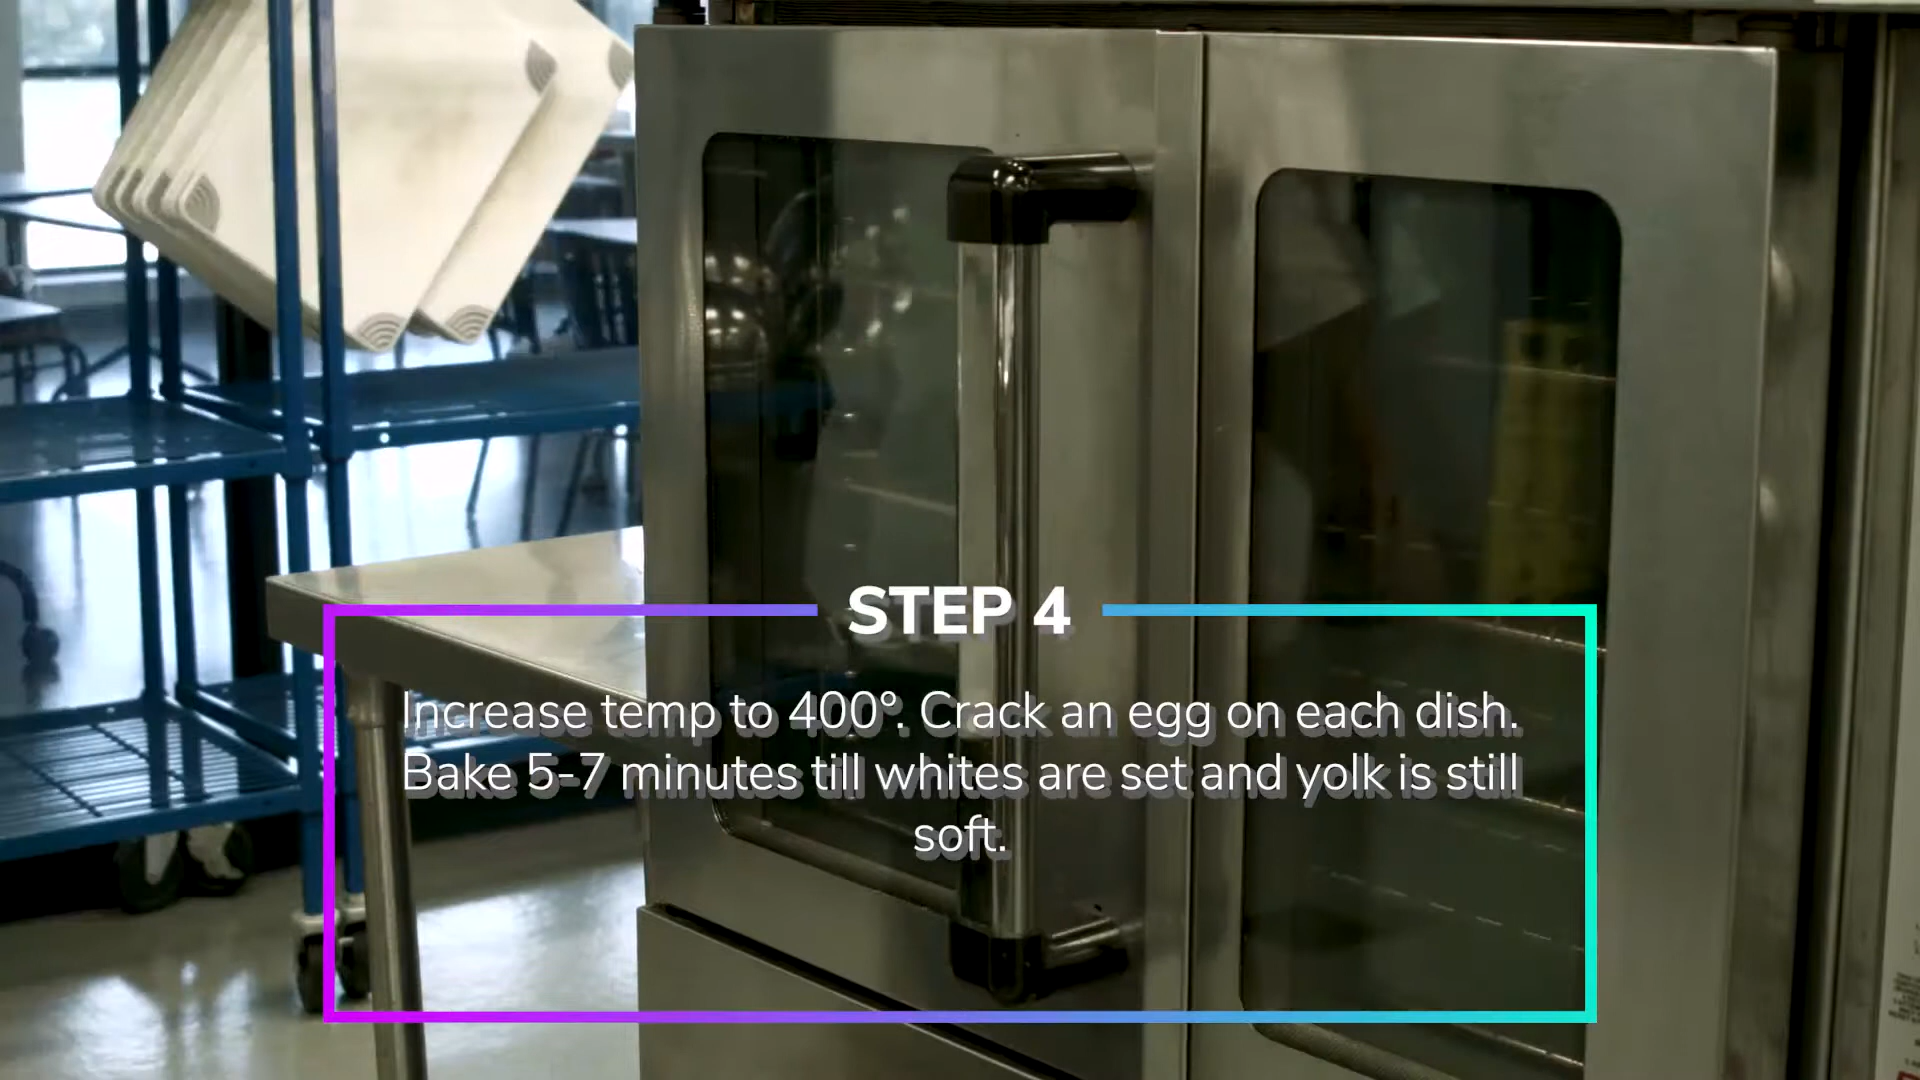 STEP 4
Increase temp to 400°. Crack an egg on each dish.
Bake 5-7 minutes till whites are set and yolk is still
soft.